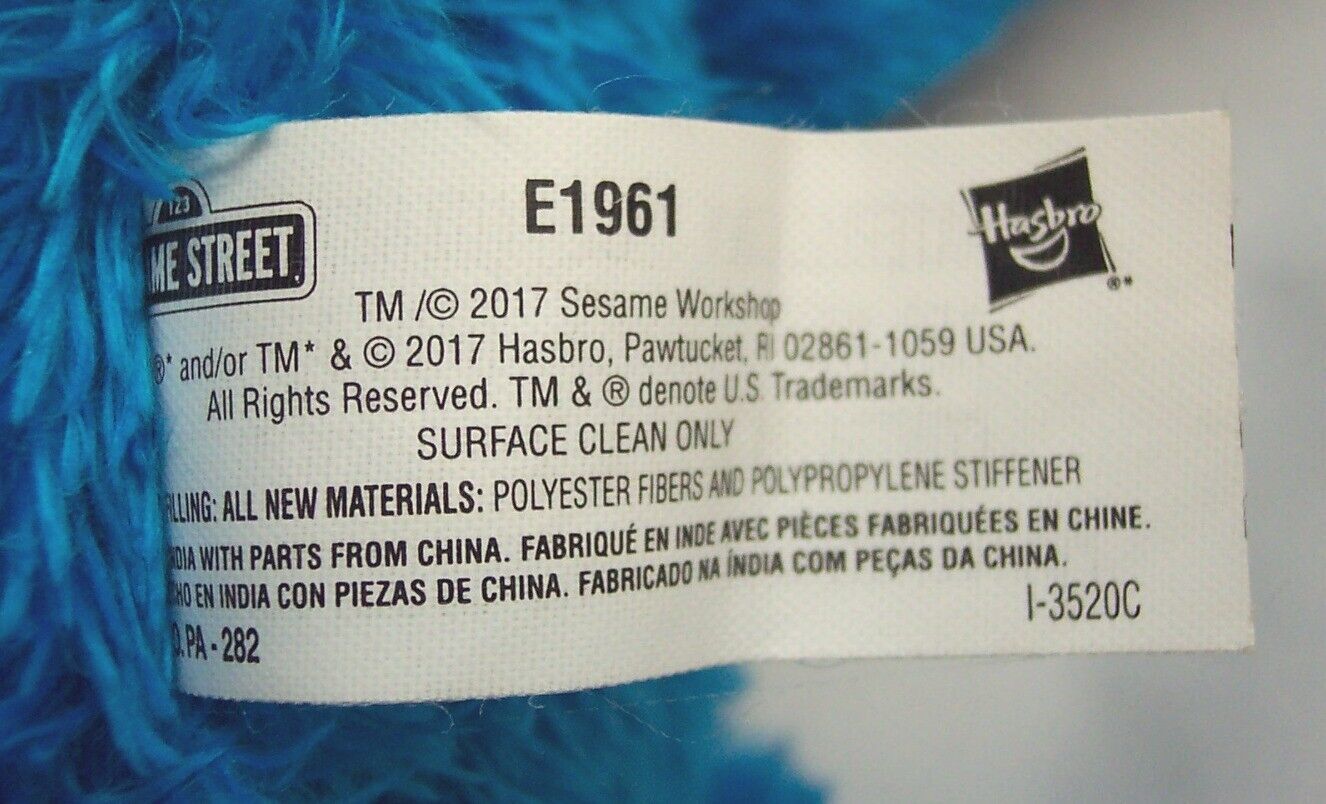 123
ME STREET
E1961
Hasbro ®*
TM /© 2017 Sesame Workshop
®* and/or TM* & © 2017 Hasbro, Pawtucket, RI 02861-1059 USA.
All Rights Reserved. TM & ® denote U.S. Trademarks.
SURFACE CLEAN ONLY
ILLING: ALL NEW MATERIALS: POLYESTER FIBERS AND POLYPROPYLENE STIFFENER
DIA WITH PARTS FROM CHINA. FABRIQUÉ EN INDE AVEC PIÈCES FABRIQUÉES EN CHINE.
HO EN INDIA CON PIEZAS DE CHINA. FABRICADO NA ÍNDIA COM PEÇAS DA CHINA.
I-3520C
O. PA - 282